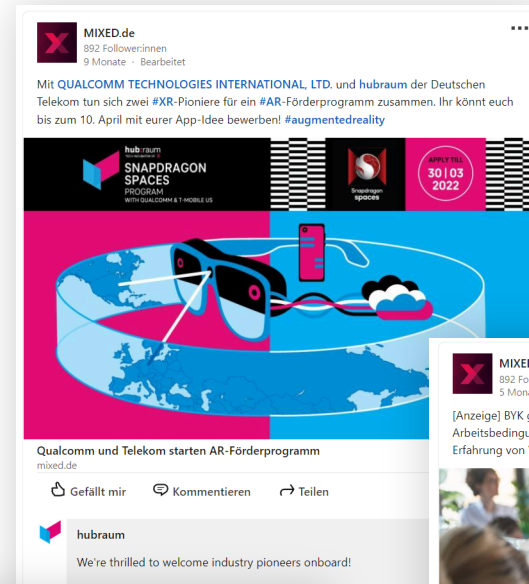 MIXED.de
892 Follower:innen
9 Monate · Bearbeitet
Mit QUALCOMM TECHNOLOGIES INTERNATIONAL, LTD. und hubraum der Deutschen
Telekom tun sich zwei #XR-Pioniere für ein #AR-Förderprogramm zusammen. Ihr könnt euch
bis zum 10. April mit eurer App-Idee bewerben! #augmentedreality
hub:raum
SNAPDRAGON
SPACES
PROGRAM
WITH QUALCOMM & T-MOBILE US
Snapdragon
spaces
APPLY TILL
30 | 03
2022
Qualcomm und Telekom starten AR-Förderprogramm
mixed.de
Gefällt mir
Kommentieren
Teilen
hubraum
We're thrilled to welcome industry pioneers onboard!
MIXE
892 Fo
5 Mona
[Anzeige] BYK
Arbeitsbedingu
Erfahrung von